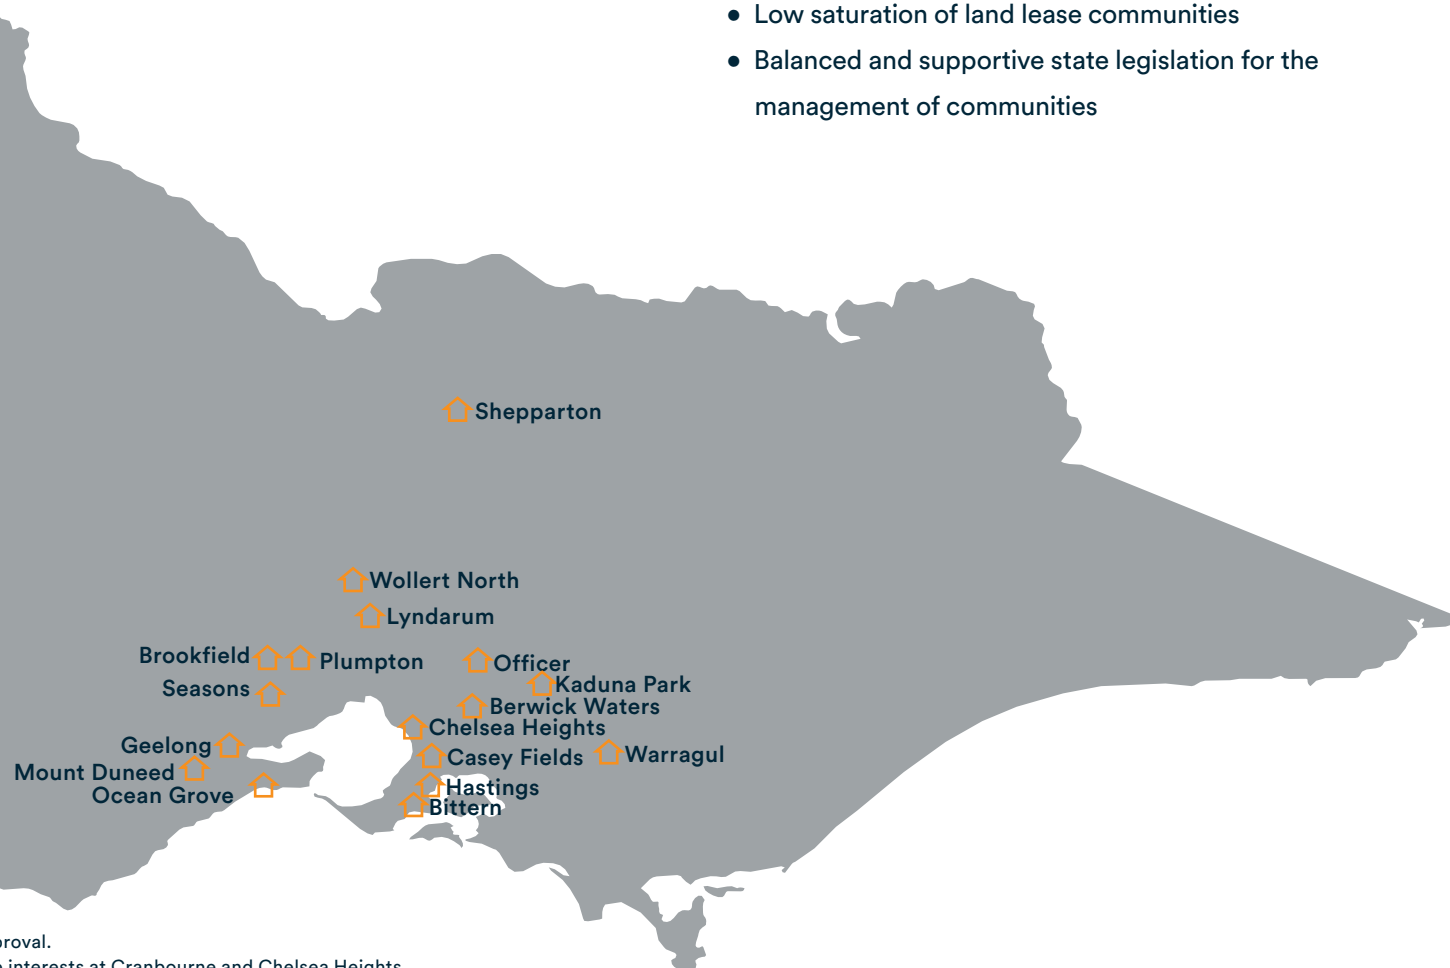 ● Low saturation of land lease communities
● Balanced and supportive state legislation for the
management of communities
Shepparton
Wollert North
Lyndarum
Brookfield
Plumpton
Officer
Kaduna Park
Seasons
Berwick Waters
Chelsea Heights
Geelong
Casey Fields
Warragul
Mount Duneed
Hastings
Ocean Grove
Bittern
proval.
interests at Cranbourne and Chelsea Heights